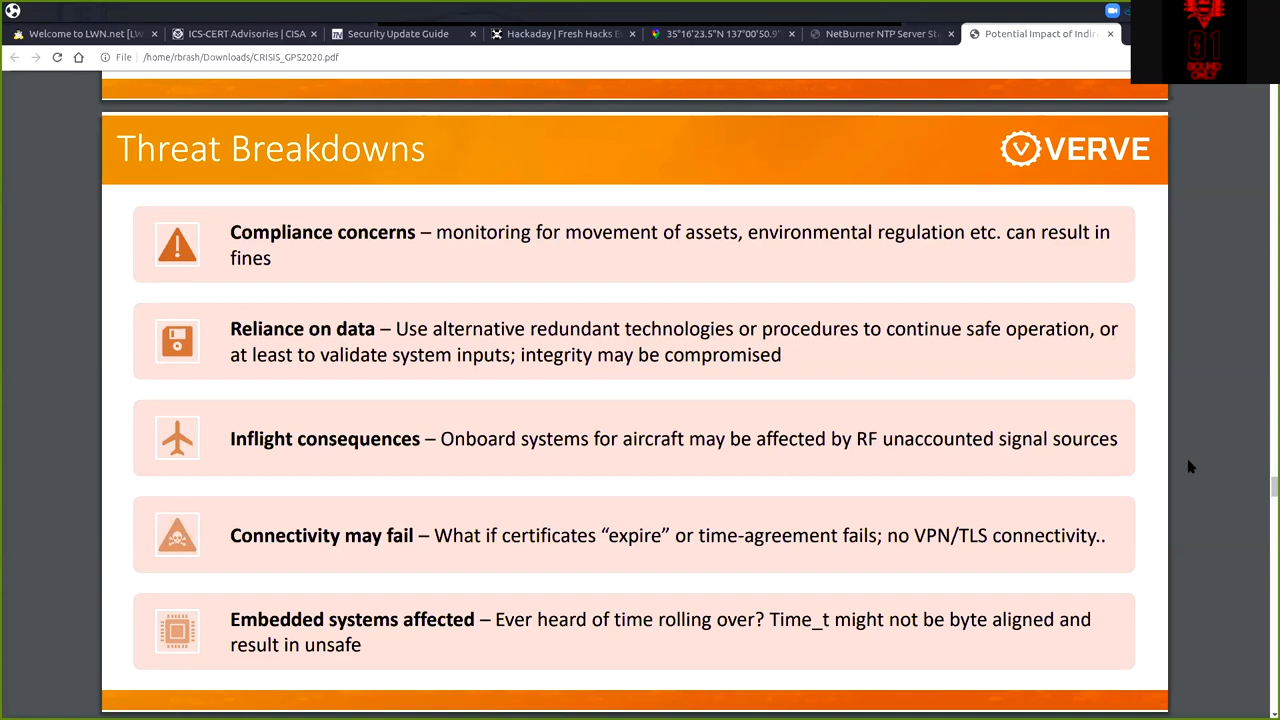 Welcome to LWN.net [LW
ICS-CERT Advisories | CISA
Security Update Guide
Hackaday | Fresh Hacks E
35°16'23.5"N 137°00'50.9"
NetBurner NTP Server St
Potential Impact of Indir
File
/home/rbrash/Downloads/CRISIS_GPS2020.pdf
01
BOUND
ONLY
Threat Breakdowns
VERVE
Compliance concerns – monitoring for movement of assets, environmental regulation etc. can result in
fines
Reliance on data – Use alternative redundant technologies or procedures to continue safe operation, or
at least to validate system inputs; integrity may be compromised
Inflight consequences – Onboard systems for aircraft may be affected by RF unaccounted signal sources
Connectivity may fail – What if certificates “expire” or time-agreement fails; no VPN/TLS connectivity..
Embedded systems affected – Ever heard of time rolling over? Time_t might not be byte aligned and
result in unsafe